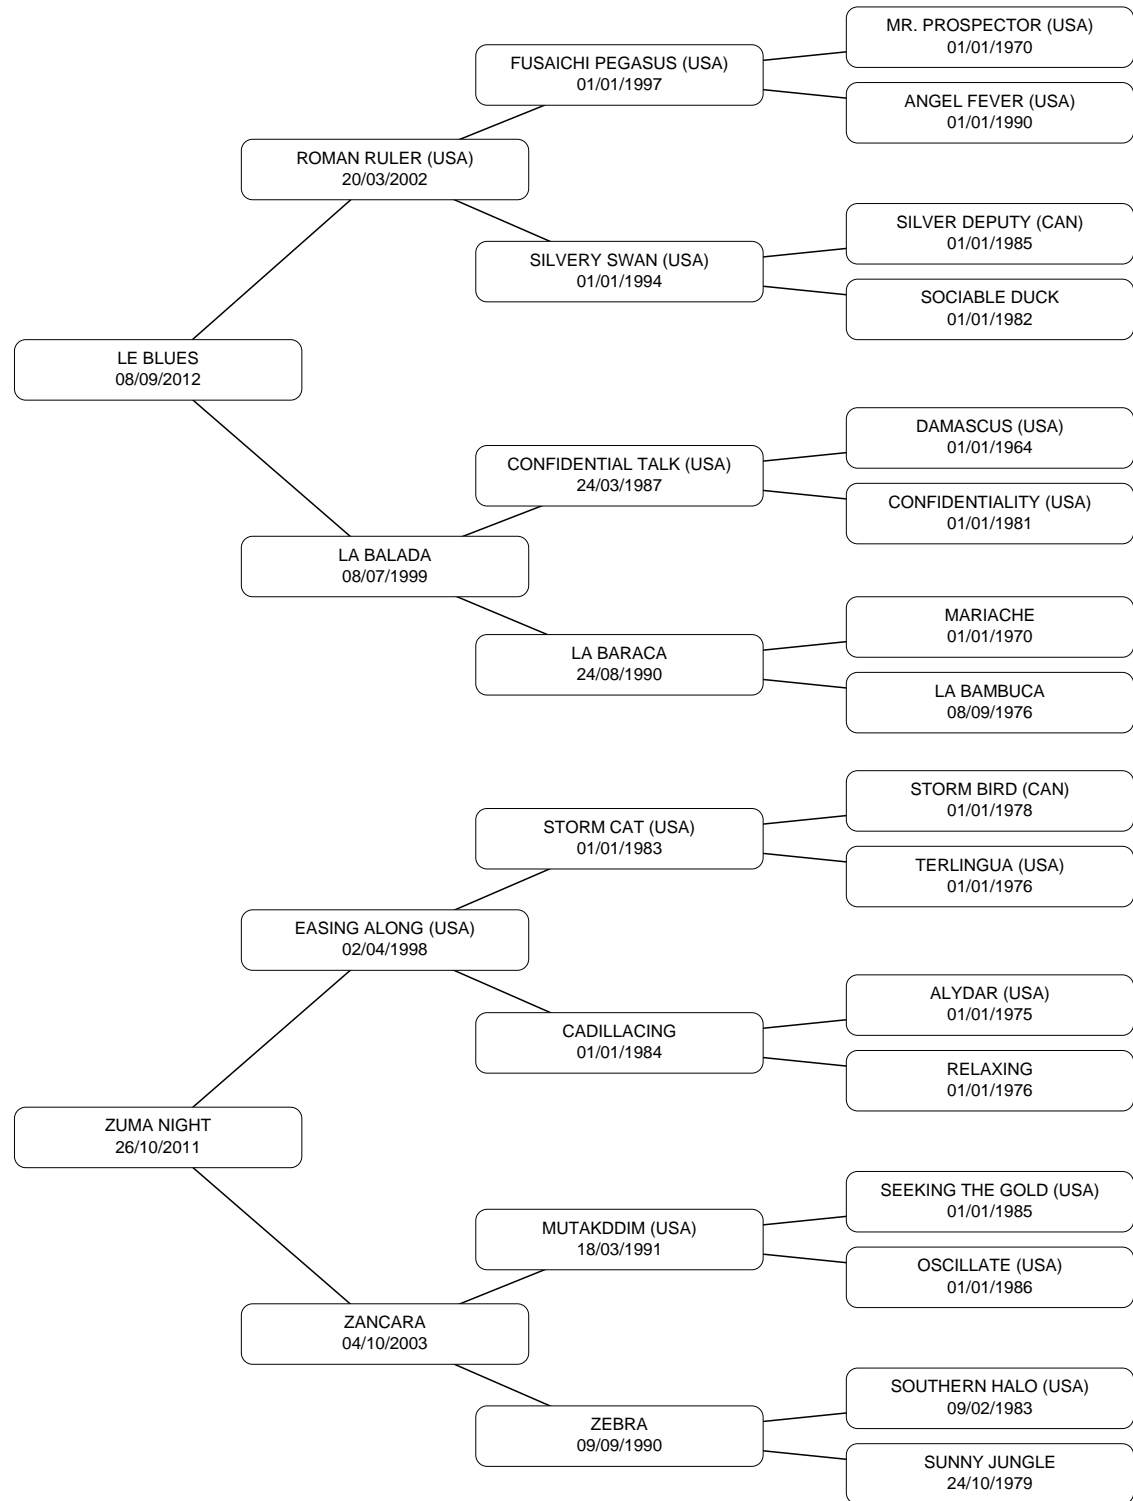 MR. PROSPECTOR (USA)
01/01/1970
FUSAICHI PEGASUS (USA)
01/01/1997
ANGEL FEVER (USA)
01/01/1990
ROMAN RULER (USA)
20/03/2002
SILVER DEPUTY (CAN)
01/01/1985
SILVERY SWAN (USA)
01/01/1994
SOCIABLE DUCK
01/01/1982
LE BLUES
08/09/2012
DAMASCUS (USA)
01/01/1964
CONFIDENTIAL TALK (USA)
24/03/1987
CONFIDENTIALITY (USA)
01/01/1981
LA BALADA
08/07/1999
MARIACHE
01/01/1970
LA BARACA
24/08/1990
LA BAMBUCA
08/09/1976
STORM BIRD (CAN)
01/01/1978
STORM CAT (USA)
01/01/1983
TERLINGUA (USA)
01/01/1976
EASING ALONG (USA)
02/04/1998
ALYDAR (USA)
01/01/1975
CADILLACING
01/01/1984
RELAXING
01/01/1976
ZUMA NIGHT
26/10/2011
SEEKING THE GOLD (USA)
01/01/1985
MUTAKDDIM (USA)
18/03/1991
OSCILLATE (USA)
01/01/1986
ZANCARA
04/10/2003
SOUTHERN HALO (USA)
09/02/1983
ZEBRA
09/09/1990
SUNNY JUNGLE
24/10/1979